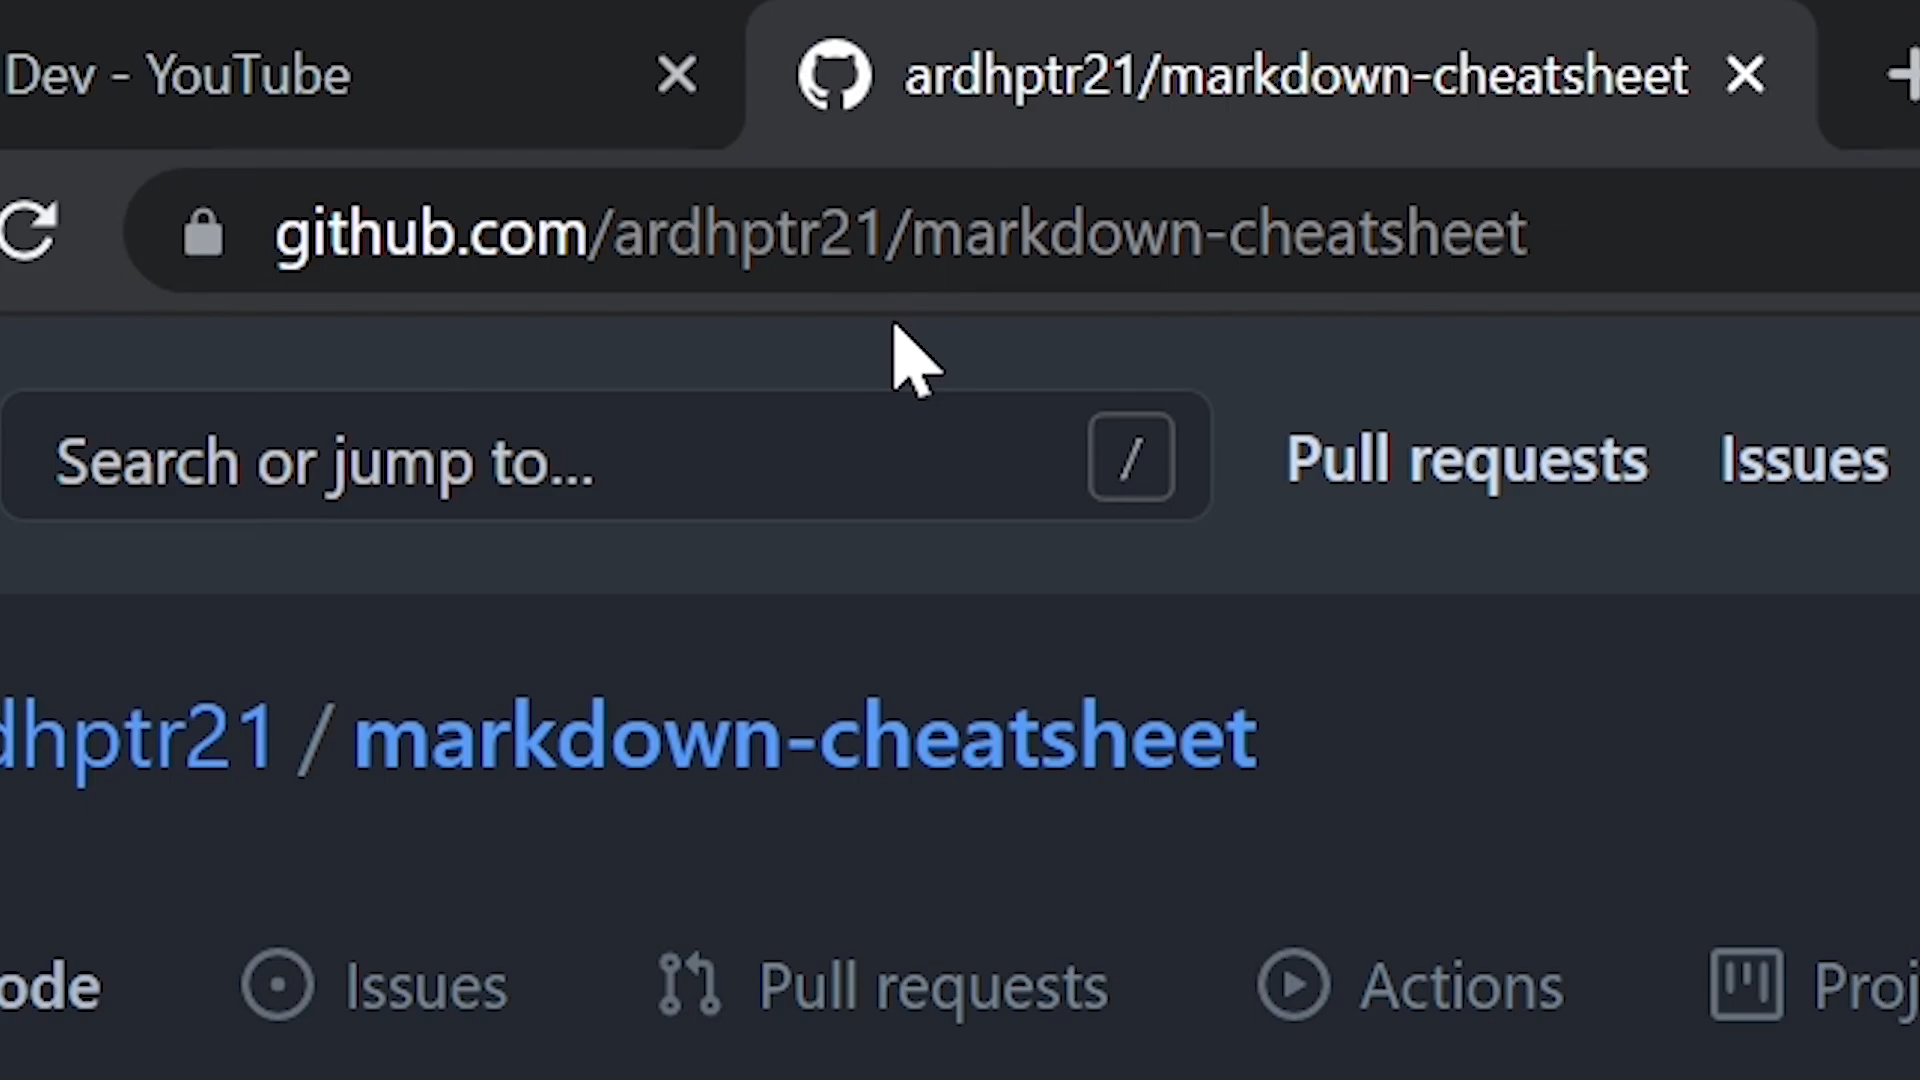 Dev - YouTube
ardhptr21/markdown-cheatsheet
github.com/ardhptr21/markdown-cheatsheet
Search or jump to... /
Pull requests
Issues
dhptr21 / markdown-cheatsheet
ode
Issues
Pull requests
Actions
Proj